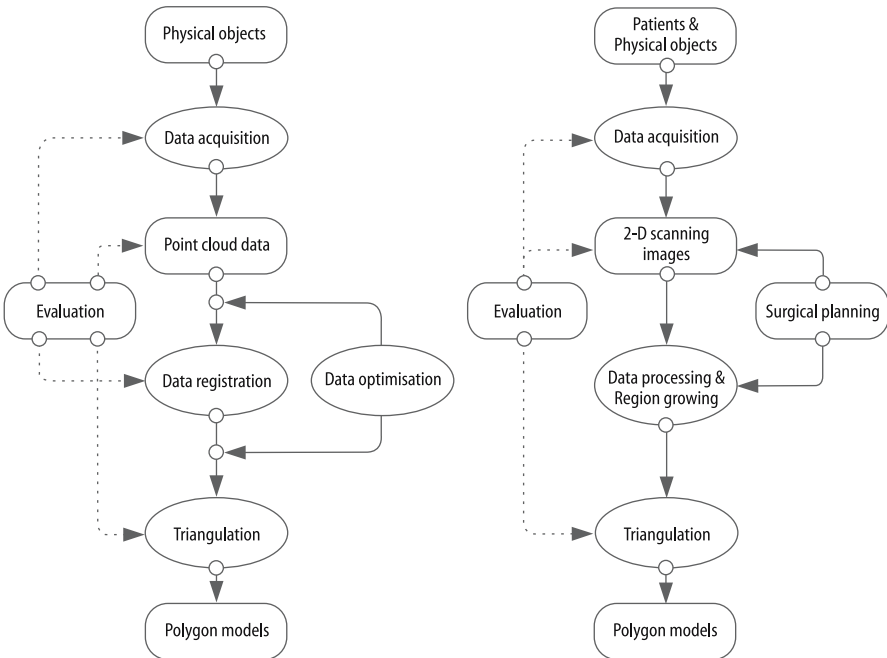 Physical objects
Data acquisition
Point cloud data
Evaluation
Data registration
Data optimisation
Triangulation
Polygon models
Patients &
Physical objects
Data acquisition
2-D scanning
images
Evaluation
Surgical planning
Data processing &
Region growing
Triangulation
Polygon models